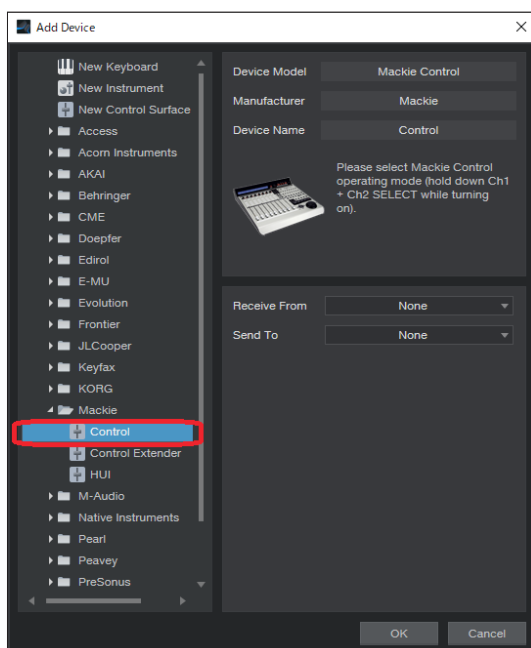 Add Device
New Keyboard
New Instrument
New Control Surface
Access
Acorn Instruments
AKAI
Behringer
CME
Doepfer
Edirol
E-MU
Evolution
Frontier
JLCooper
Keyfax
KORG
Mackie
Control
Control Extender
HUI
M-Audio
Native Instruments
Pearl
Peavey
PreSonus
Device Model Mackie Control
Manufacturer Mackie
Device Name Control
Please select Mackie Control
operating mode (hold down Ch1
+ Ch2 SELECT while turning
on).
Receive From None
Send To None
OK Cancel